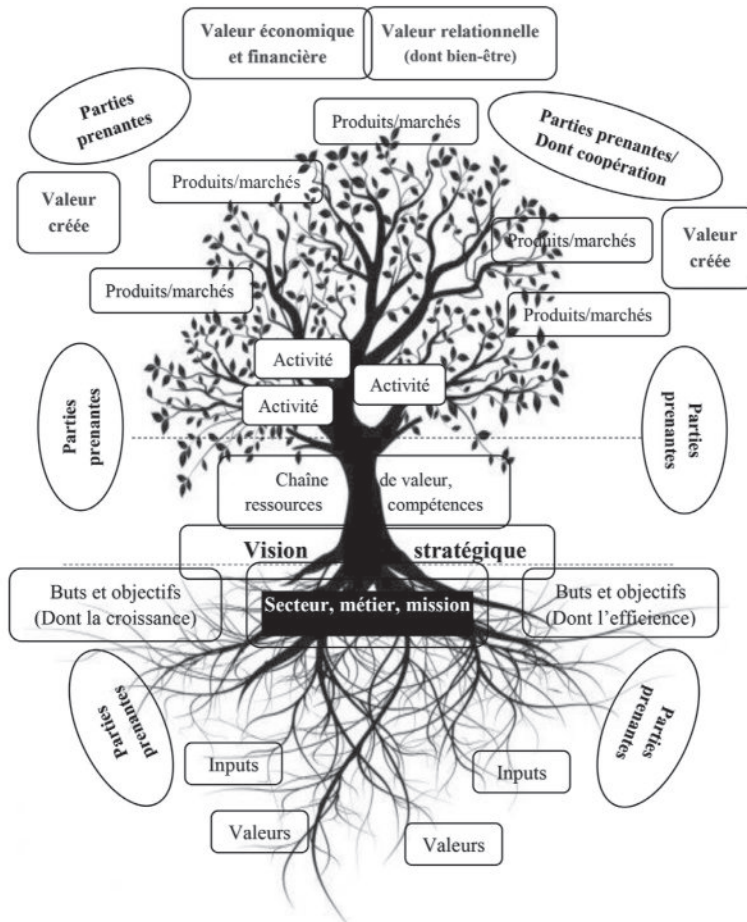 Valeur économique
et financière
Valeur relationnelle
(dont bien-être)
Parties
prenantes
Produits/marchés
Parties prenantes/
Dont coopération
Produits/marchés
Valeur
créée
Produits/marchés
Valeur
créée
Produits/marchés
Produits/marchés
Activité
Activité
Activité
Parties
prenantes
Parties
prenantes
Chaîne de valeur,
ressources compétences
Vision stratégique
Buts et objectifs
(Dont la croissance)
Secteur, métier, mission
Buts et objectifs
(Dont l’efficience)
Parties
prenantes
Parties
prenantes
Inputs
Inputs
Valeurs
Valeurs